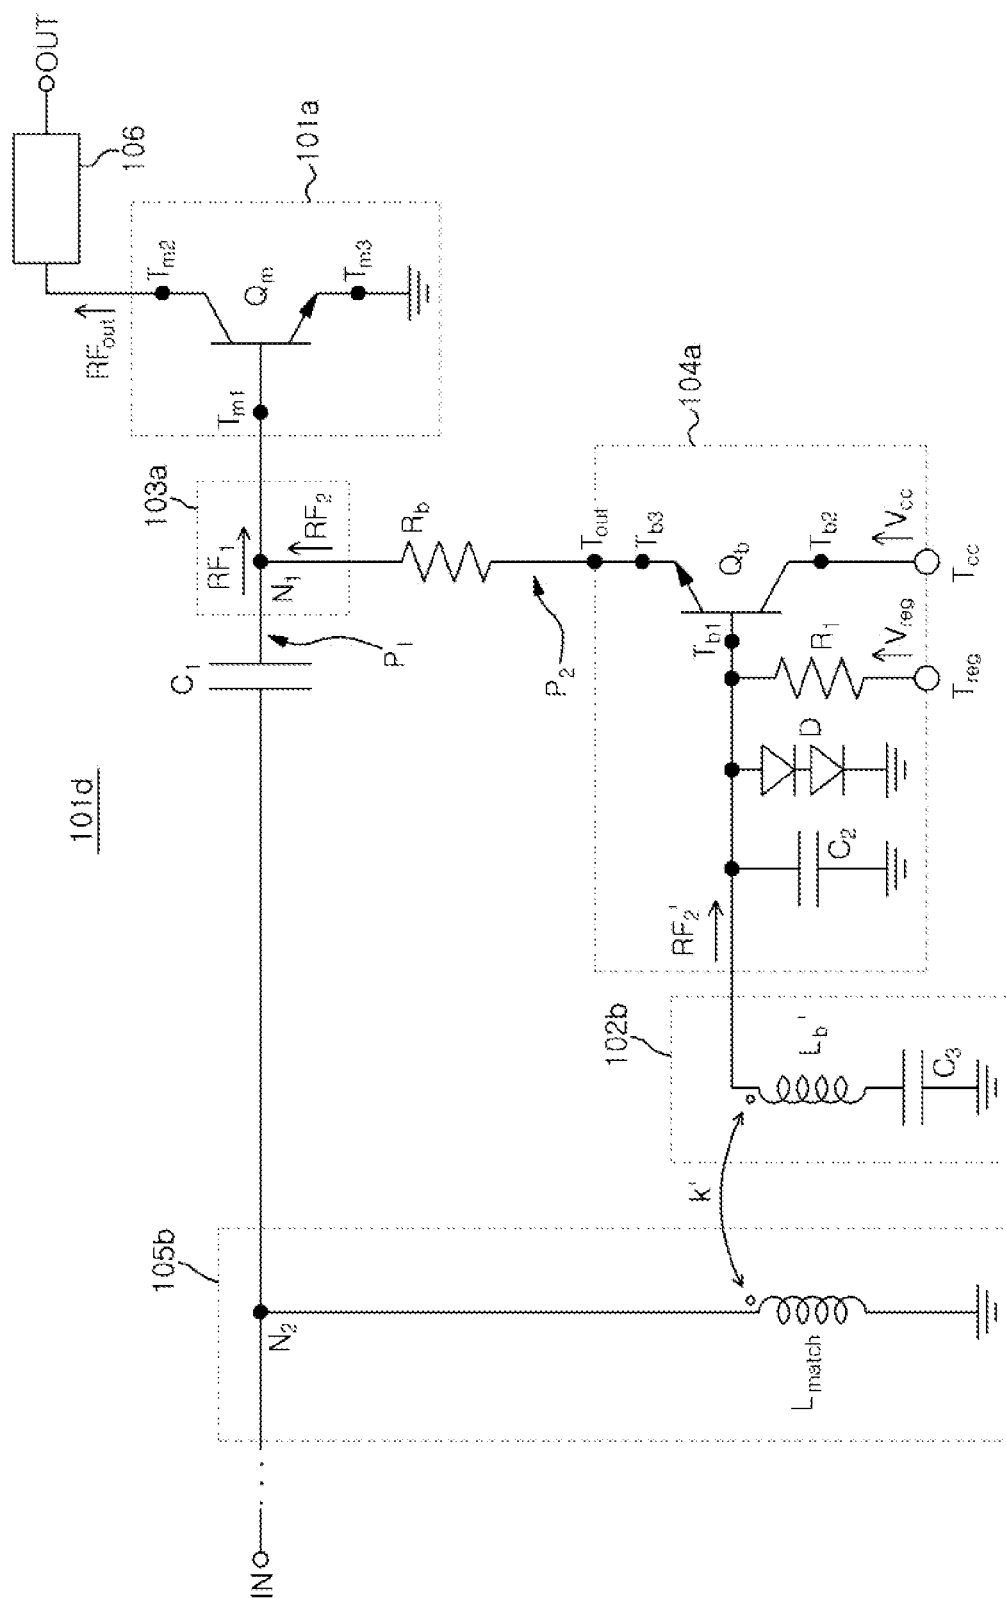 101d
OUT
106
RFout
Tm2
Qm
Tm3
101a
Tm1
103a
RF1
RF2
N1
C1
P1
Rb
P2
Tout
Tb3
104a
Qb
Tb1
Tb2
Vcc
Tcc
R1
Vreg
Treg
D
C2
RF2'
102b
Lb'
C3
k'
105b
N2
Lmatch
IN